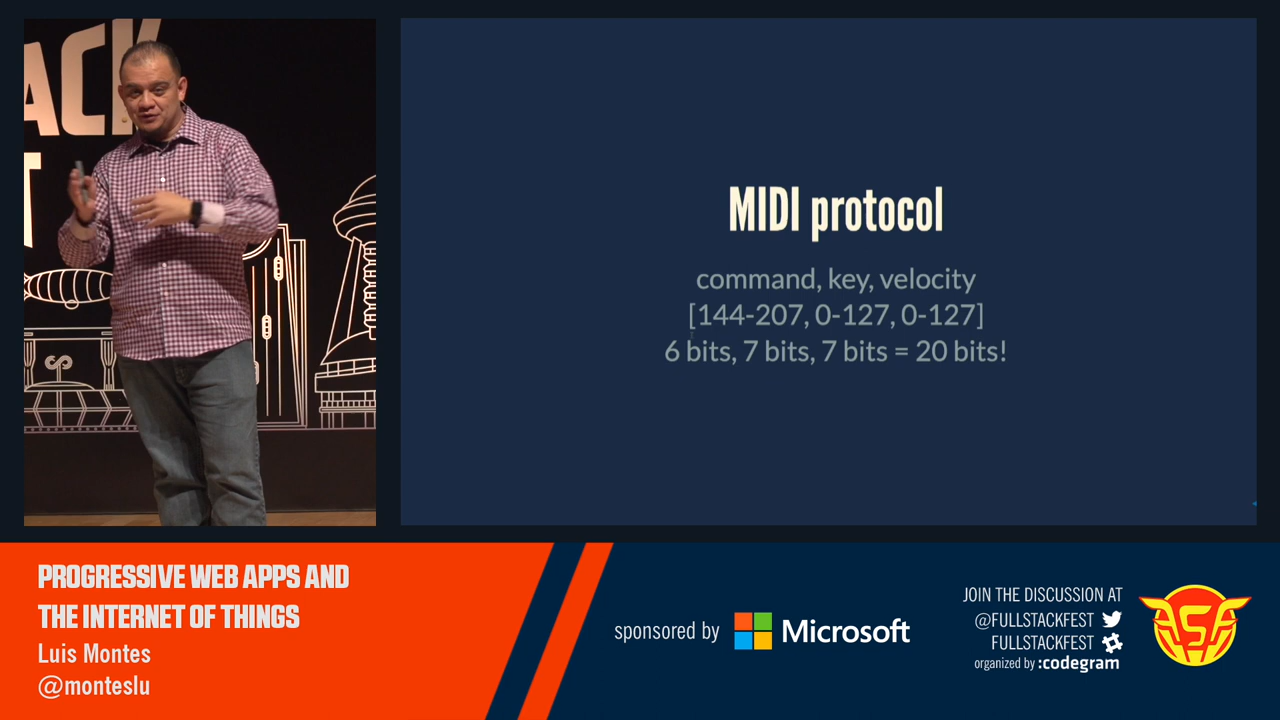 ACK
T
MIDI protocol
command, key, velocity
[144-207, 0-127, 0-127]
6 bits, 7 bits, 7 bits = 20 bits!
PROGRESSIVE WEB APPS AND
THE INTERNET OF THINGS
Luis Montes
@monteslu
sponsored by Microsoft
JOIN THE DISCUSSION AT
@FULLSTACKFEST
FULLSTACKFEST
organized by :codegram
FSF